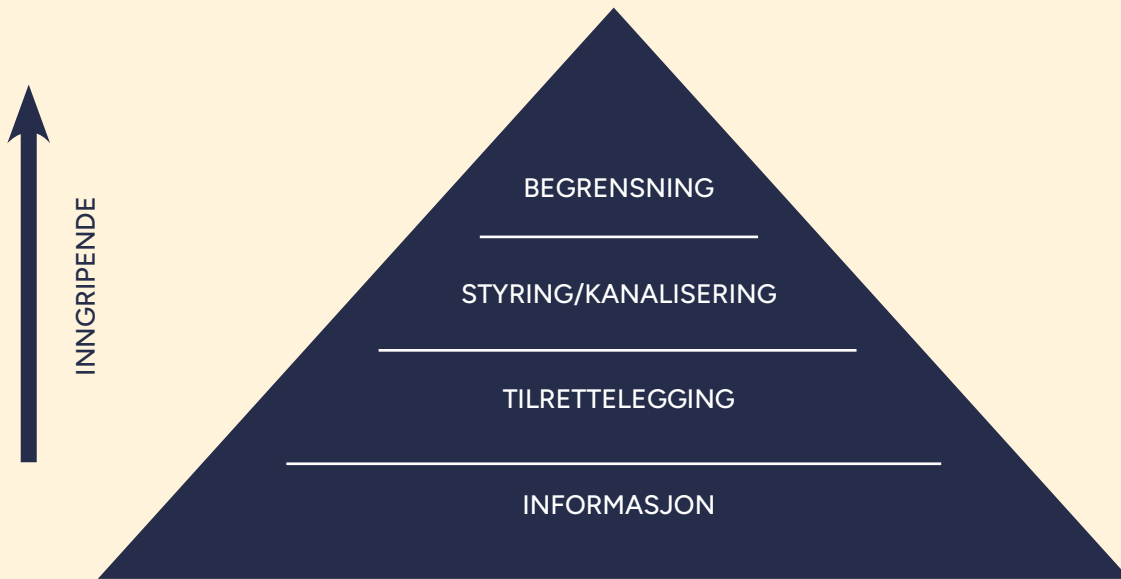 BEGRENSNING
STYRING/KANALISERING
TILRETTELEGGING
INFORMASJON
INNGRIPENDE